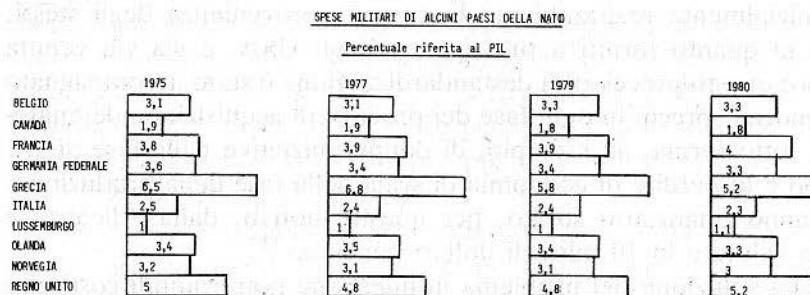 SPESE MILITARI DI ALCUNI PAESI DELLA NATO
Percentuale riferita al PIL
1975 1977 1979 1980
BELGIO 3,1 3,1 3,3 3,3
CANADA 1,9 1,9 1,8 1,8
FRANCIA 3,8 3,9 3,9
3,6 3,4 3,4 3,3
GRECIA 6,5 6,8 5,8 5,2
ITALIA 2,5 2,4 2,4 2,3
LUSSEMBURGO 1 1 1 1,1
OLANDA 3,4 3,5 3,4 3,3
NORVEGIA 3,2 3,1 3,1 3
REGNO UNITO 5 4,8 4,8 5,2